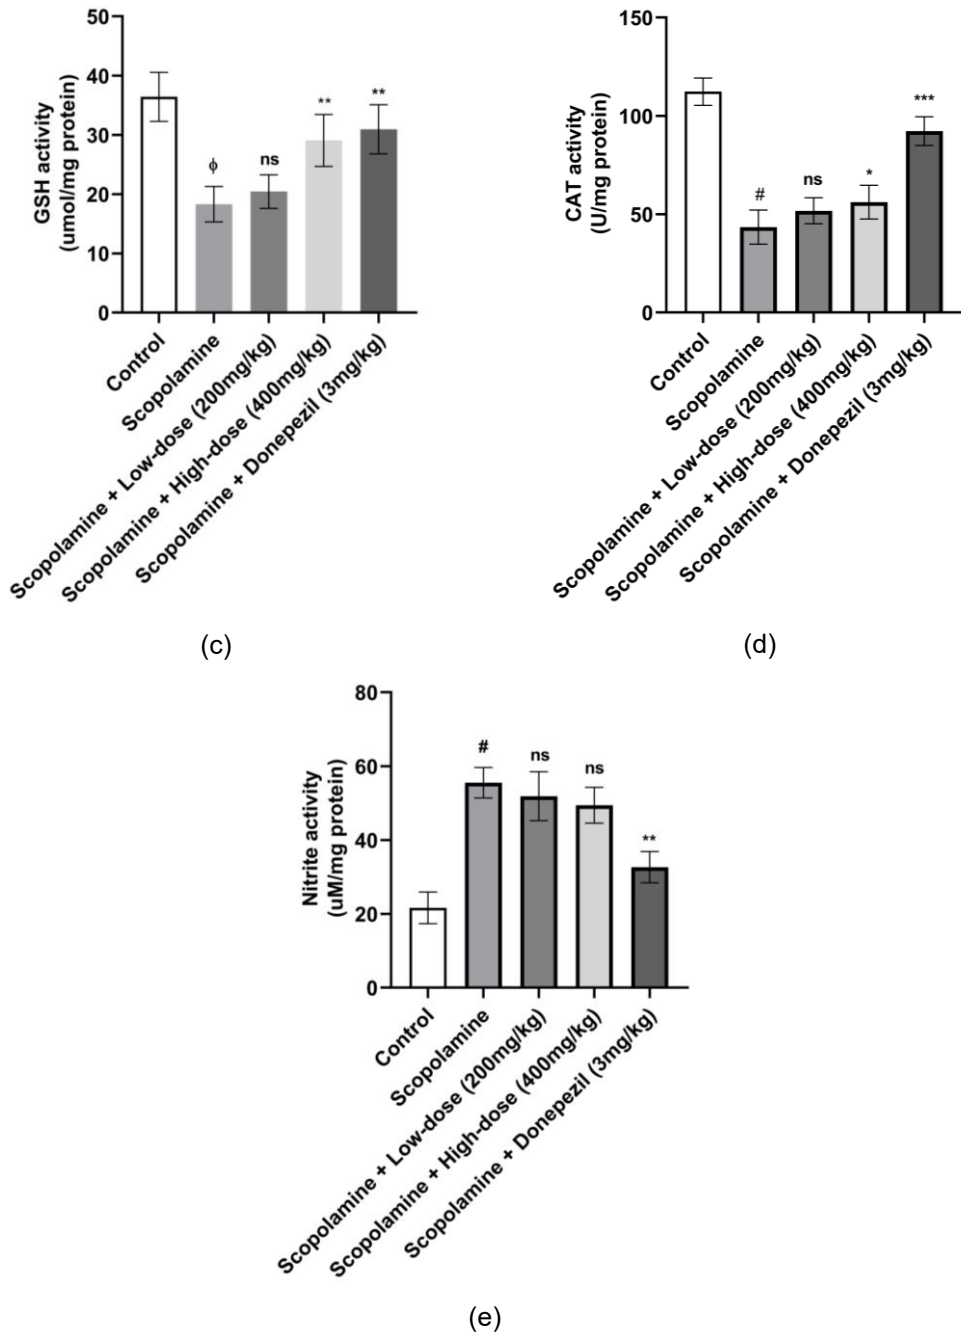 GSH activity
(umol/mg protein)
50
40
30
20
10
0
ϕ
ns
**
**
Control
Scopolamine
Scopolamine + Low-dose (200mg/kg)
Scopolamine + High-dose (400mg/kg)
Scopolamine + Donepezil (3mg/kg)
(c)
CAT activity
(U/mg protein)
150
100
50
0
#
ns
*
***
Control
Scopolamine
Scopolamine + Low-dose (200mg/kg)
Scopolamine + High-dose (400mg/kg)
Scopolamine + Donepezil (3mg/kg)
(d)
Nitrite activity
(uM/mg protein)
80
60
40
20
0
#
ns
ns
**
Control
Scopolamine
Scopolamine + Low-dose (200mg/kg)
Scopolamine + High-dose (400mg/kg)
Scopolamine + Donepezil (3mg/kg)
(e)